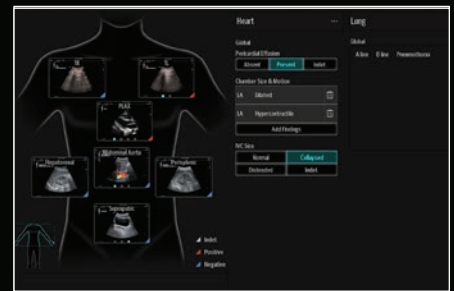 Heart ...
Lung
Global
Pericardial Effusion
Absent Present Indet.
Chamber Size & Motion
LA Dilated
LA Hypercontractile
Add Findings
IVC Size
Normal Collapsed
Distended Indet.
Global
A line B line Pneumothorax
PLAX
Abdominal Aorta
Hepatorenal
Perisplenic
Suprapubic
Indet.
Positive
Negative